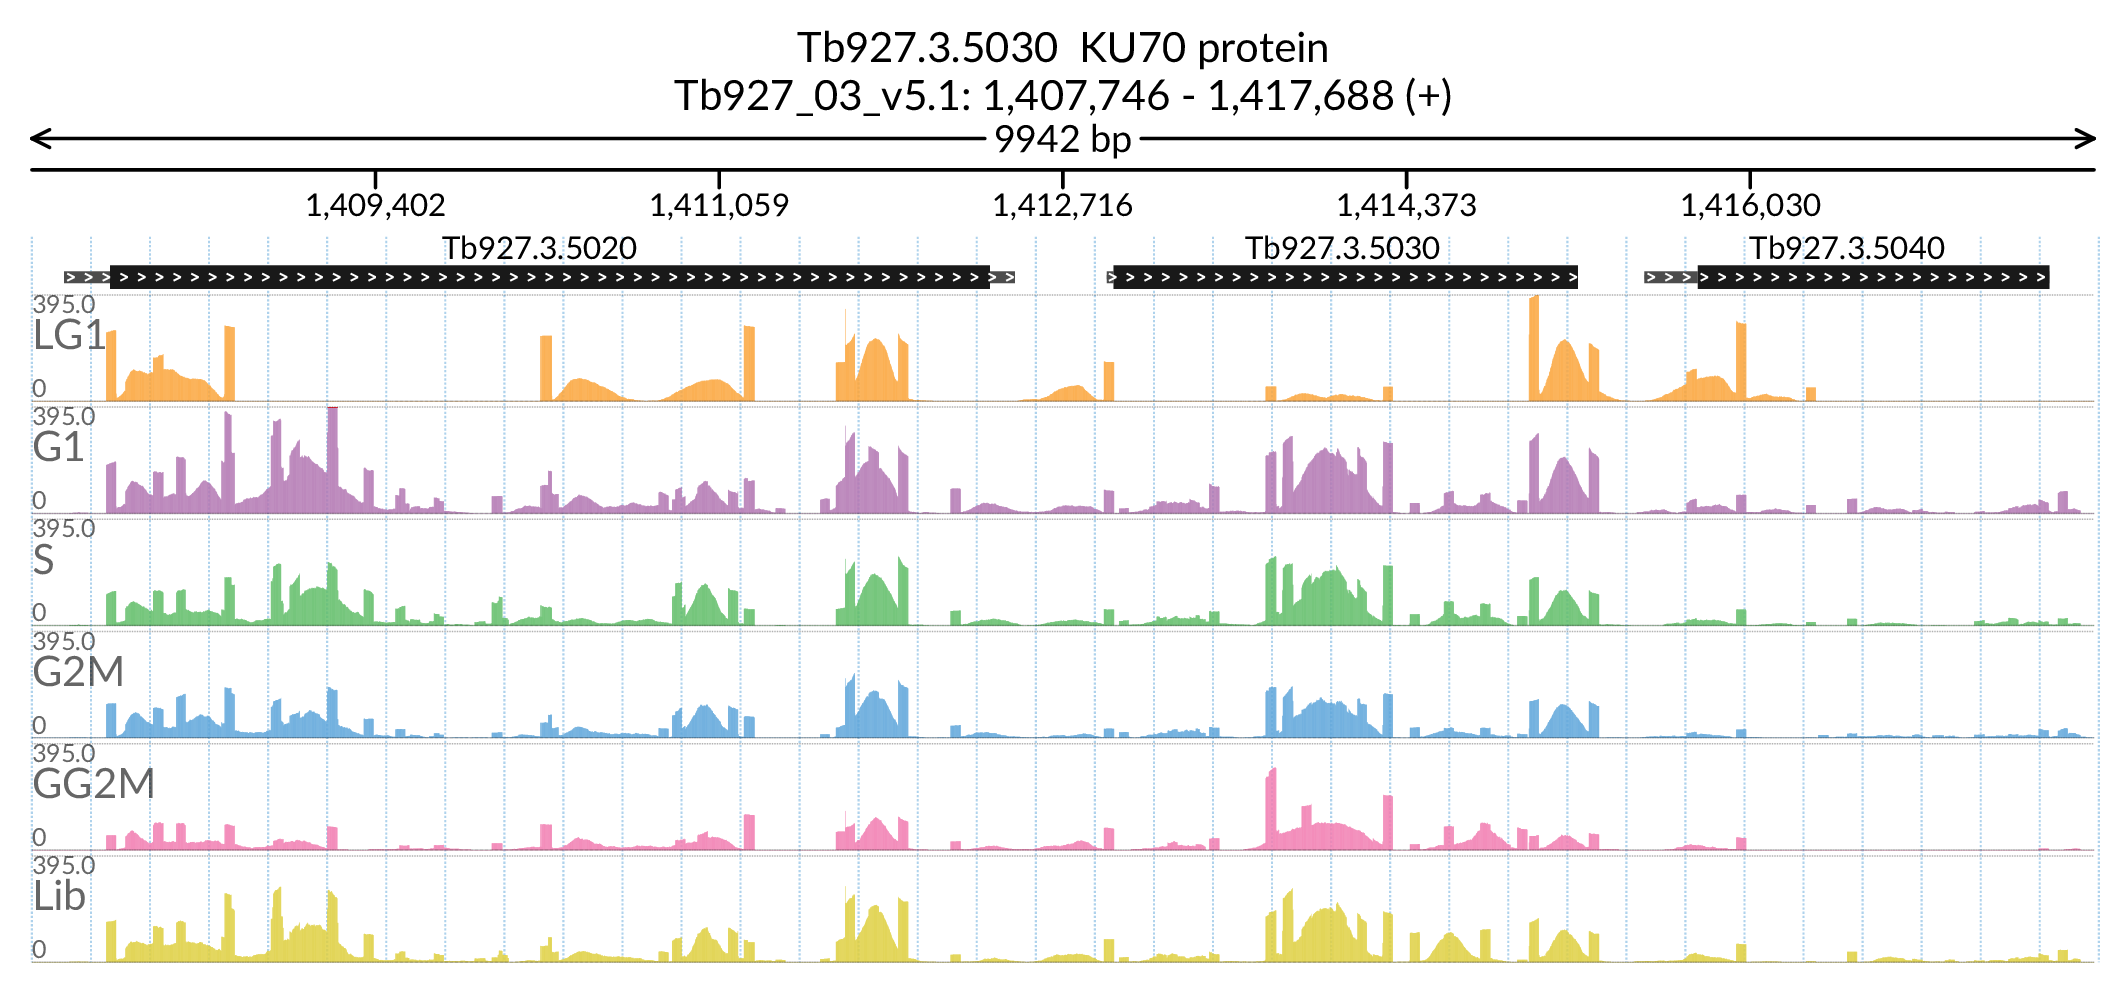 Tb927.3.5030  KU70 protein
Tb927_03_v5.1: 1,407,746 - 1,417,688 (+)
9942 bp
1,409,402 1,411,059 1,412,716 1,414,373 1,416,030
Tb927.3.5020 Tb927.3.5030 Tb927.3.5040
395.0
LG1
0
395.0
G1
0
395.0
S
0
395.0
G2M
0
395.0
GG2M
0
395.0
Lib
0